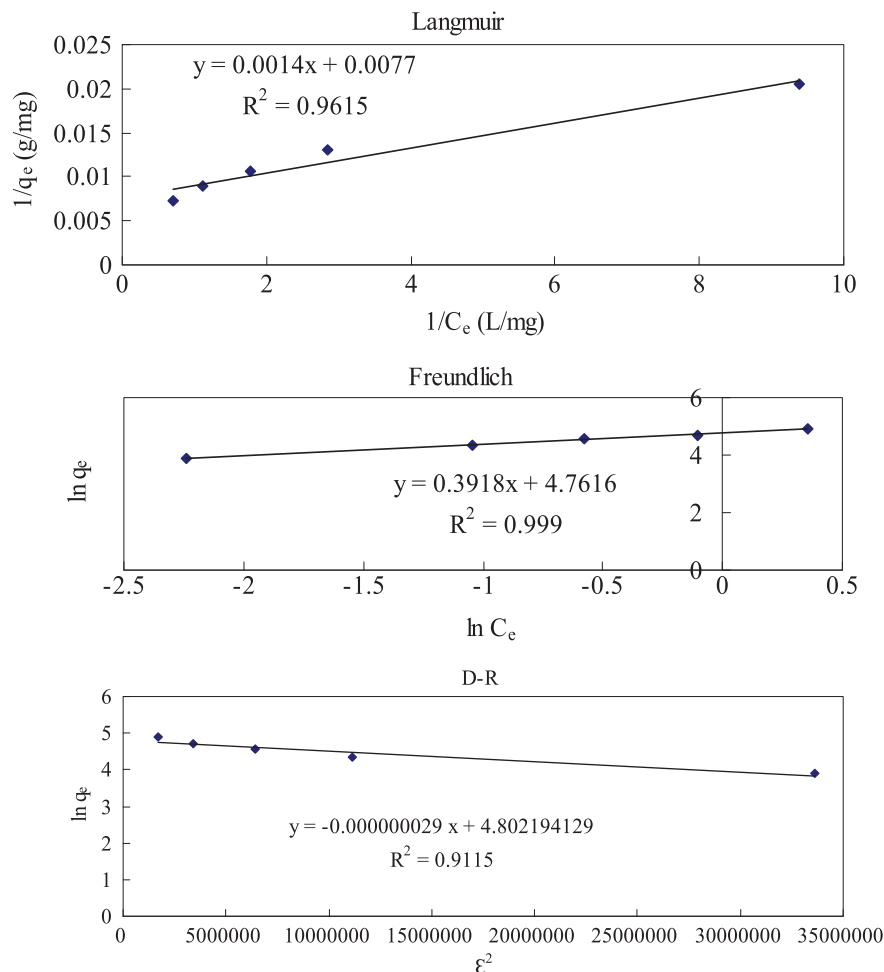 Langmuir
0.025
0.02
0.015
0.01
0.005
0
1/qe (g/mg)
y = 0.0014x + 0.0077
R² = 0.9615
0 2 4 6 8 10
1/Ce (L/mg)
Freundlich
6
4
2
0
ln qe
y = 0.3918x + 4.7616
R² = 0.999
-2.5 -2 -1.5 -1 -0.5 0 0.5
ln Ce
D-R
6
5
4
3
2
1
0
ln qe
y = -0.000000029 x + 4.802194129
R² = 0.9115
0 5000000 10000000 15000000 20000000 25000000 30000000 35000000
ε²